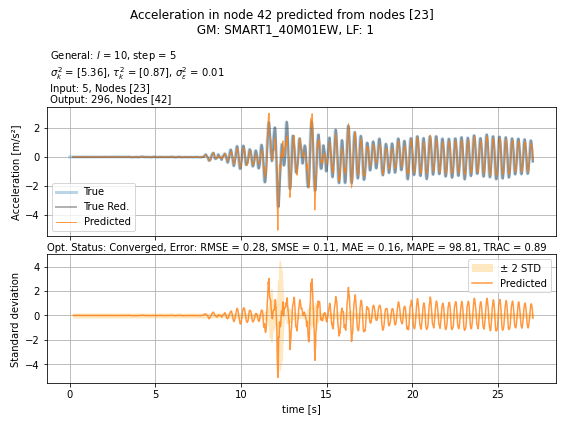 Acceleration in node 42 predicted from nodes [23]
GM: SMART1_40M01EW, LF: 1
General: l = 10, step = 5
σ²ₖ = [5.36], τ²ₖ = [0.87], σ²ε = 0.01
Input: 5, Nodes [23]
Output: 296, Nodes [42]
Acceleration [m/s²]
2
0
−2
−4
True
True Red.
Predicted
Opt. Status: Converged, Error: RMSE = 0.28, SMSE = 0.11, MAE = 0.16, MAPE = 98.81, TRAC = 0.89
Standard deviation
4
2
0
−2
−4
± 2 STD
Predicted
0 5 10 15 20 25
time [s]